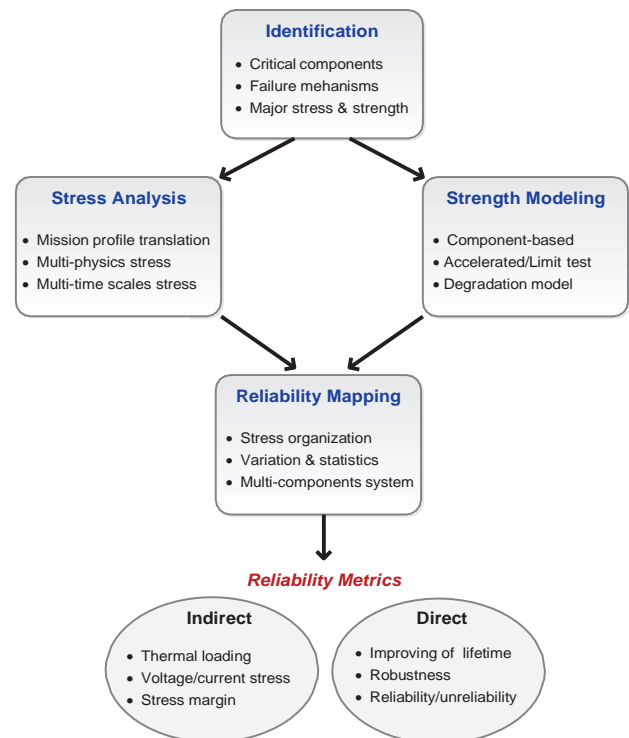 Identification
• Critical components
• Failure mehanisms
• Major stress & strength
Stress Analysis
• Mission profile translation
• Multi-physics stress
• Multi-time scales stress
Strength Modeling
• Component-based
• Accelerated/Limit test
• Degradation model
Reliability Mapping
• Stress organization
• Variation & statistics
• Multi-components system
Reliability Metrics
Indirect
• Thermal loading
• Voltage/current stress
• Stress margin
Direct
• Improving of lifetime
• Robustness
• Reliability/unreliability